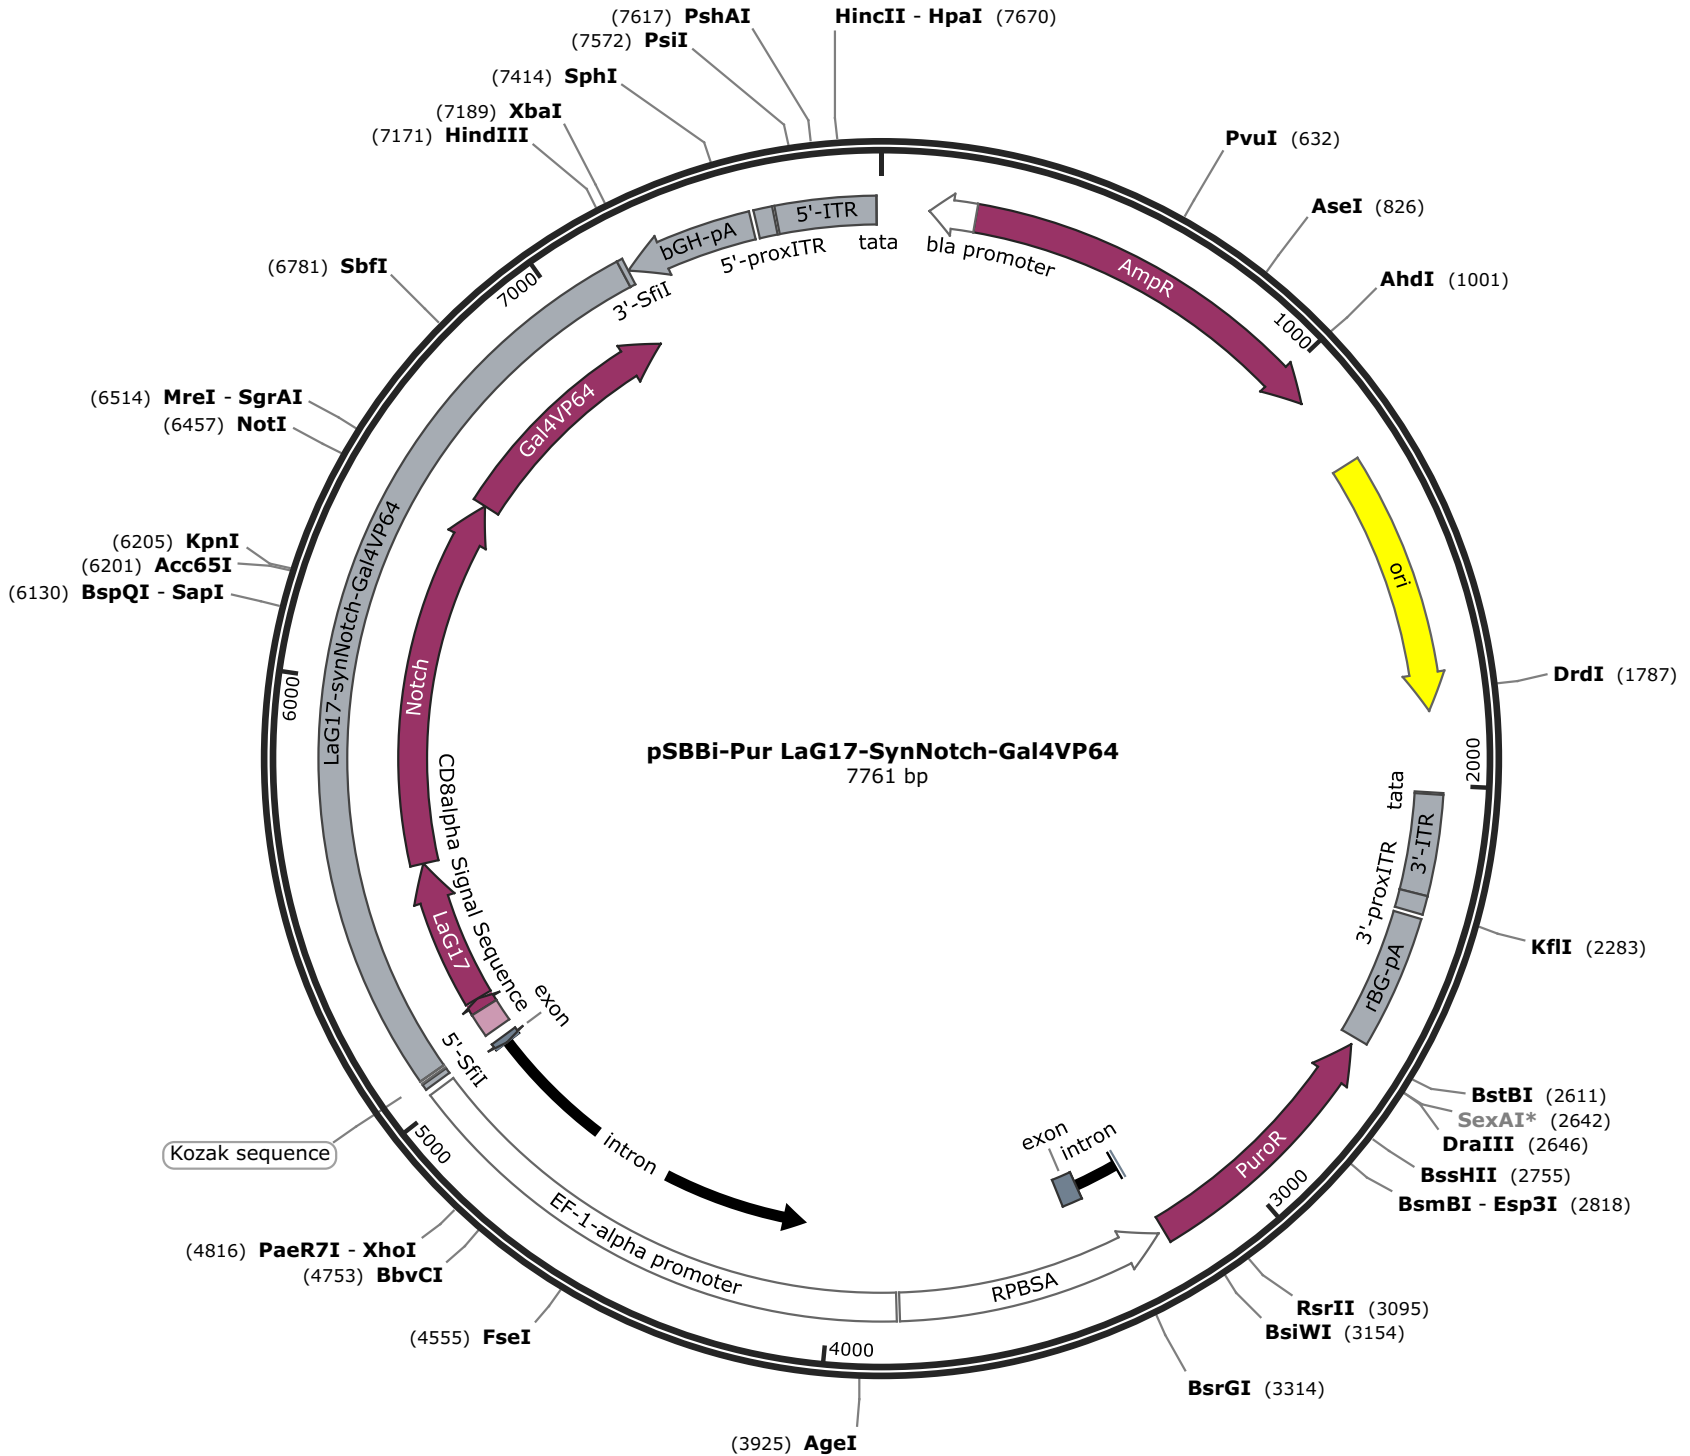 (7617) PshAI
HincII - HpaI (7670)
(7572) PsiI
(7414) SphI
(7189) XbaI
(7171) HindIII
PvuI (632)
AseI (826)
AhdI (1001)
(6781) SbfI
(6514) MreI - SgrAI
(6457) NotI
(6205) KpnI
(6201) Acc65I
(6130) BspQI - SapI
DrdI (1787)
KflI (2283)
BstBI (2611)
SexAI* (2642)
DraIII (2646)
BssHII (2755)
BsmBI - Esp3I (2818)
RsrII (3095)
BsiWI (3154)
BsrGI (3314)
(3925) AgeI
(4555) FseI
(4753) BbvCI
(4816) PaeR7I - XhoI
Kozak sequence
pSBBi-Pur LaG17-SynNotch-Gal4VP64
7761 bp
1000
2000
3000
4000
5000
6000
7000
5'-ITR
tata
5'-proxITR
bGH-pA
3'-SfiI
bla promoter
AmpR
ori
tata
3'-ITR
3'-proxITR
rBG-pA
PuroR
exon
intron
RPBSA
EF-1-alpha promoter
intron
exon
5'-SfiI
CD8alpha Signal Sequence
LaG17
Notch
Gal4VP64
LaG17-synNotch-Gal4VP64